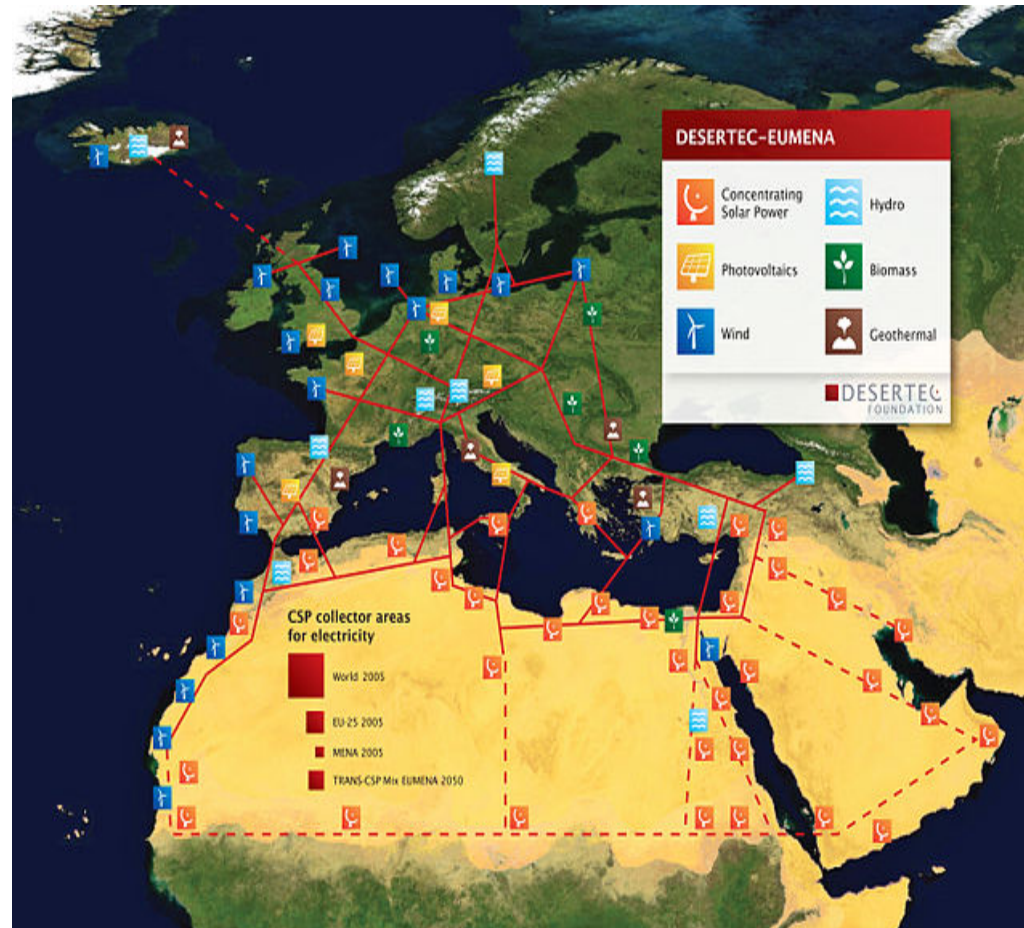 DESERTEC–EUMENA
Concentrating
Solar Power
Hydro
Photovoltaics
Biomass
Wind
Geothermal
DESERTEC
FOUNDATION
CSP collector areas
for electricity
World 2005
EU-25 2005
MENA 2005
TRANS-CSP Mix EUMENA 2050